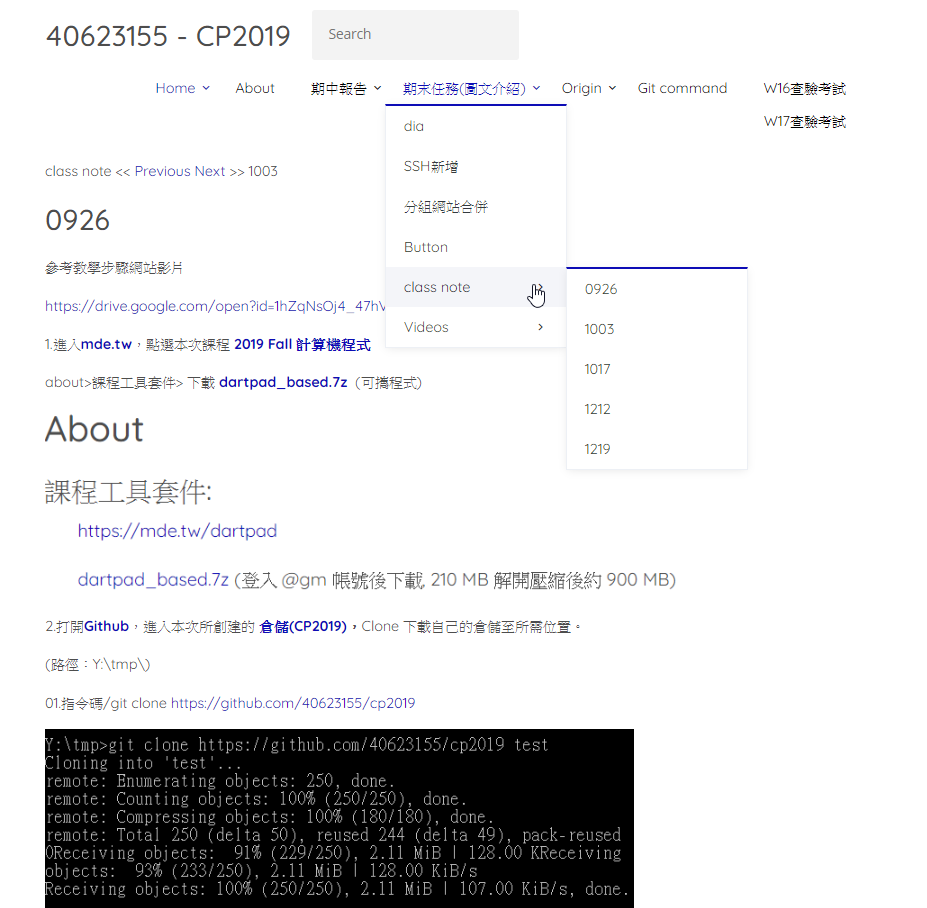 40623155 - CP2019
Search
Home
About
期中報告
期末任務(圖文介紹)
Origin
Git command
W16查驗考試
W17查驗考試
dia
SSH新增
分組網站合併
Button
class note
Videos
0926
1003
1017
1212
1219
class note << Previous Next >> 1003
0926
參考教學步驟網站影片
https://drive.google.com/open?id=1hZqNsOj4_47hV
1.進入mde.tw，點選本次課程 2019 Fall 計算機程式
about>課程工具套件> 下載 dartpad_based.7z (可攜程式)
About
課程工具套件:
https://mde.tw/dartpad
dartpad_based.7z (登入 @gm 帳號後下載, 210 MB 解開壓縮後約 900 MB)
2.打開Github，進入本次所創建的 倉儲(CP2019)，Clone 下載自己的倉儲至所需位置。
(路徑：Y:\tmp\)
01.指令碼/git clone https://github.com/40623155/cp2019
Y:\tmp>git clone https://github.com/40623155/cp2019 test
Cloning into 'test'...
remote: Enumerating objects: 250, done.
remote: Counting objects: 100% (250/250), done.
remote: Compressing objects: 100% (180/180), done.
remote: Total 250 (delta 50), reused 244 (delta 49), pack-reused
0Receiving objects:  91% (229/250), 2.11 MiB | 128.00 KReceiving
objects:  93% (233/250), 2.11 MiB | 128.00 KiB/s
Receiving objects: 100% (250/250), 2.11 MiB | 107.00 KiB/s, done.